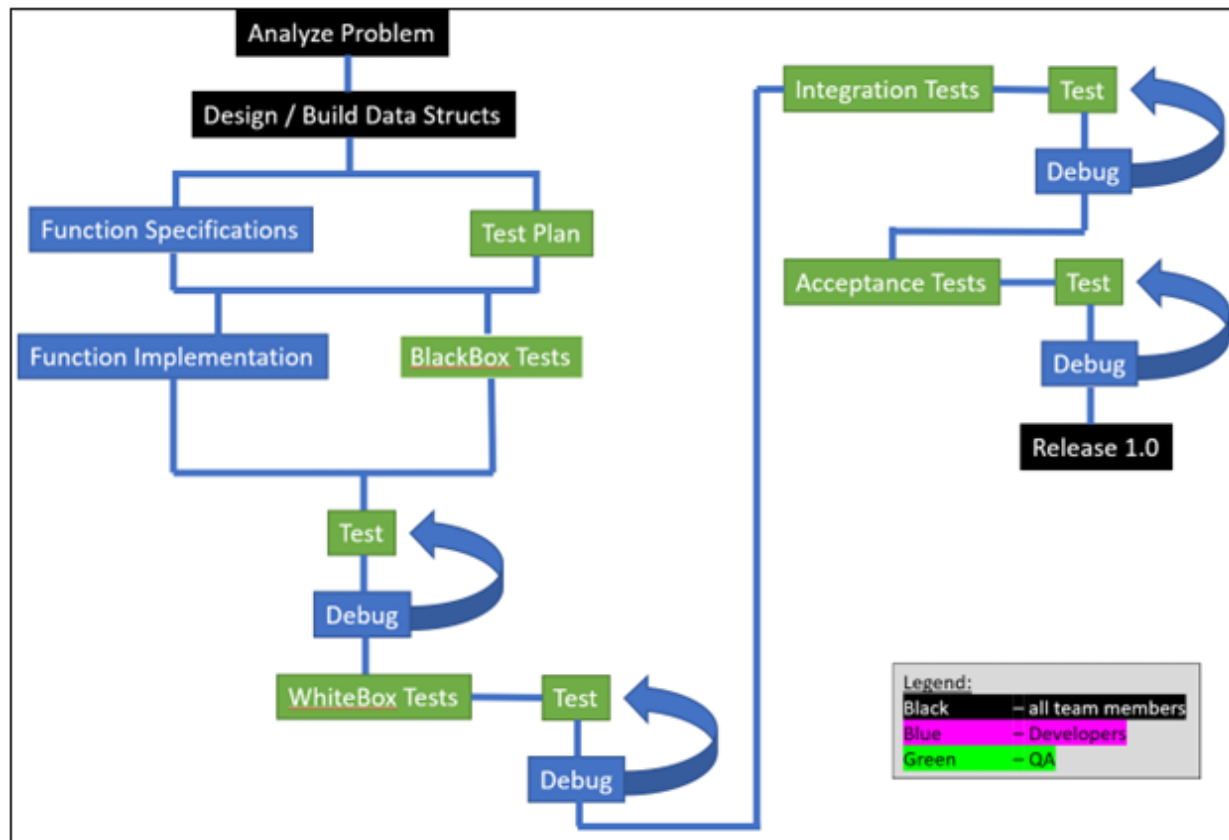 Analyze Problem
Design / Build Data Structs
Function Specifications
Test Plan
Function Implementation
BlackBox Tests
Test
Debug
WhiteBox Tests
Test
Debug
Integration Tests
Test
Debug
Acceptance Tests
Test
Debug
Release 1.0
Legend:
Black – all team members
Blue – Developers
Green – QA